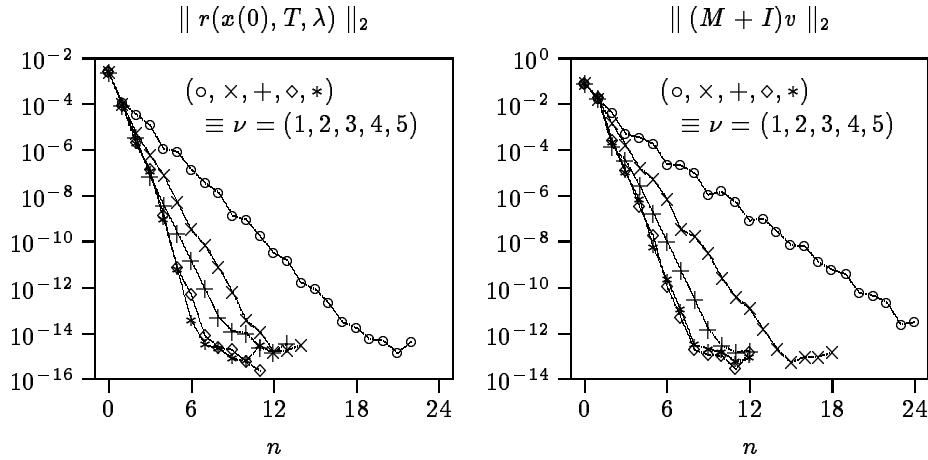 ‖ r(x(0), T, λ) ‖₂
10⁻²
10⁻⁴
10⁻⁶
10⁻⁸
10⁻¹⁰
10⁻¹²
10⁻¹⁴
10⁻¹⁶
(∘, ×, +, ⋄, ∗)
≡ ν = (1, 2, 3, 4, 5)
0 6 12 18 24
n
‖ (M + I)v ‖₂
10⁰
10⁻²
10⁻⁴
10⁻⁶
10⁻⁸
10⁻¹⁰
10⁻¹²
10⁻¹⁴
(∘, ×, +, ⋄, ∗)
≡ ν = (1, 2, 3, 4, 5)
0 6 12 18 24
n